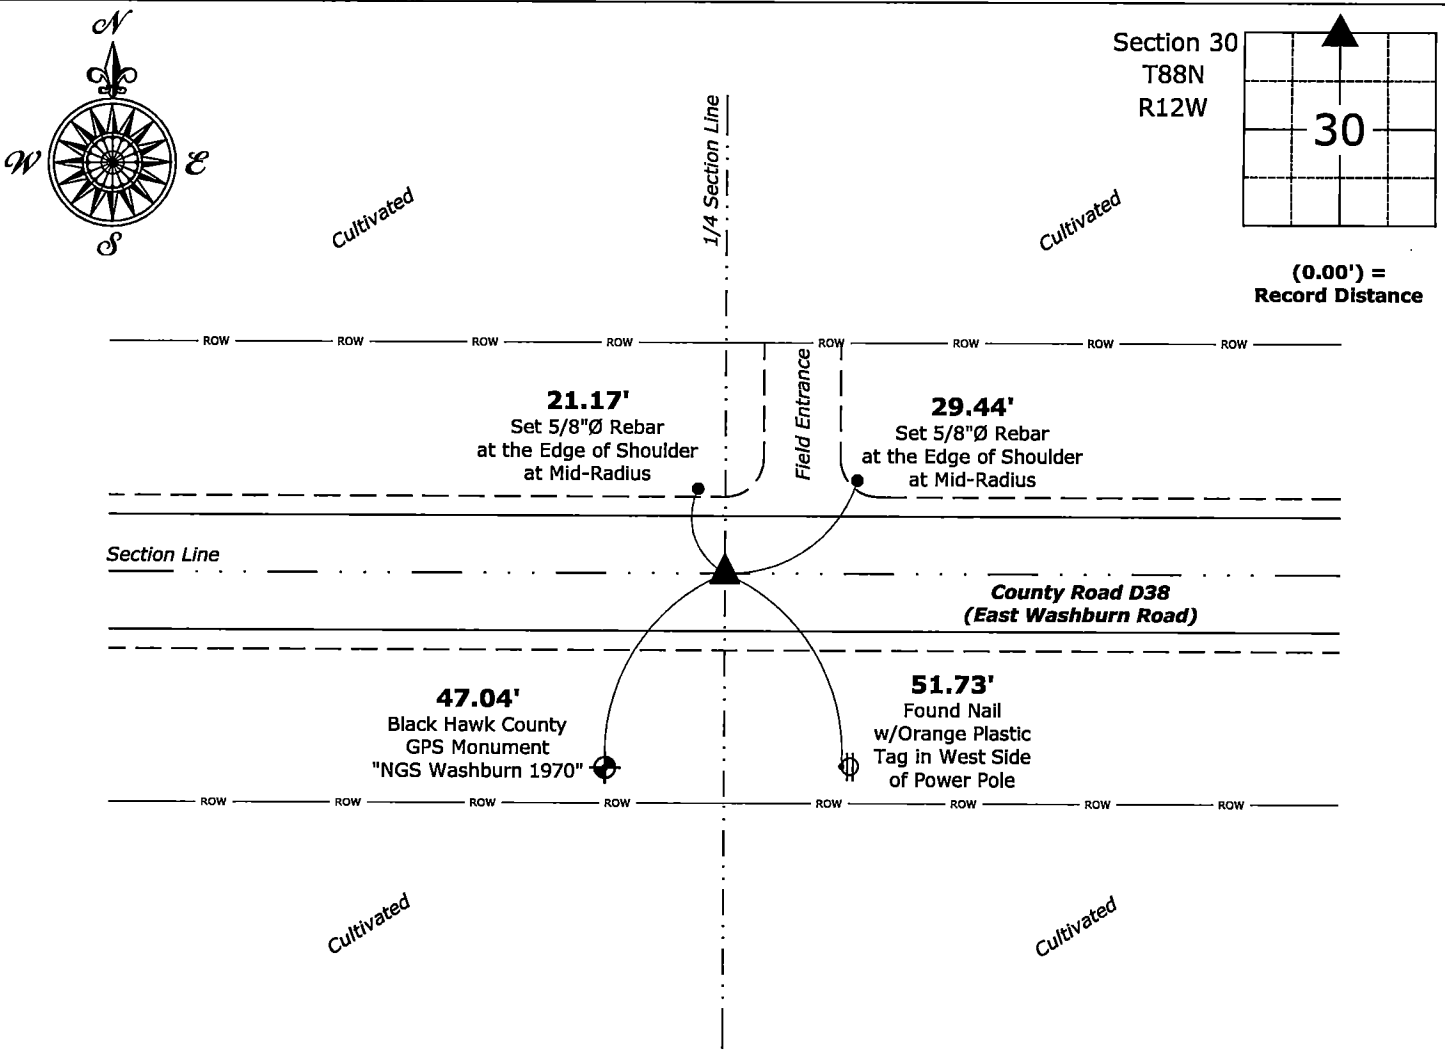 N
W
E
S
Section 30
T88N
R12W
30
(0.00') =
Record Distance
1/4 Section Line
Cultivated
Cultivated
ROW ROW ROW ROW ROW ROW ROW ROW
Field Entrance
21.17'
Set 5/8"Ø Rebar
at the Edge of Shoulder
at Mid-Radius
29.44'
Set 5/8"Ø Rebar
at the Edge of Shoulder
at Mid-Radius
Section Line
County Road D38
(East Washburn Road)
47.04'
Black Hawk County
GPS Monument
"NGS Washburn 1970"
51.73'
Found Nail
w/Orange Plastic
Tag in West Side
of Power Pole
ROW ROW ROW ROW ROW ROW ROW ROW
Cultivated
Cultivated